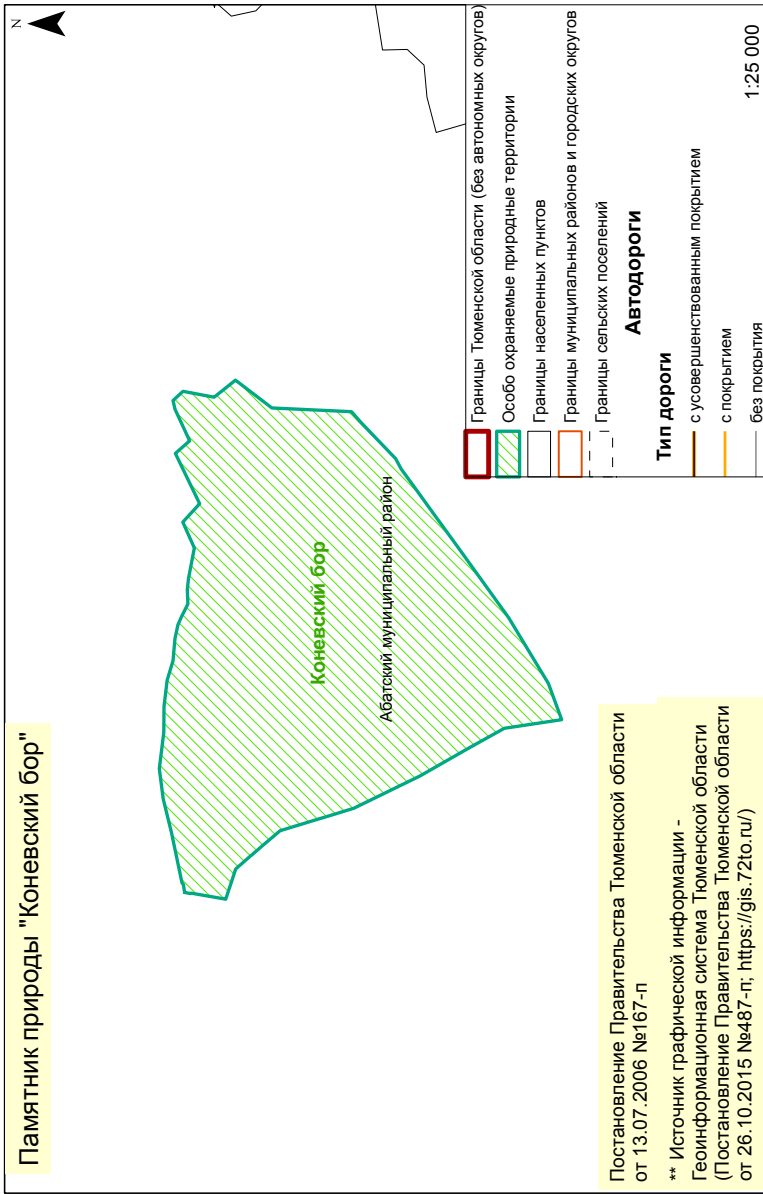 Памятник природы "Коневский бор"
N
Коневский бор
Абатский муниципальный район
Постановление Правительства Тюменской области
от 13.07.2006 №167-п
** Источник графической информации -
Геоинформационная система Тюменской области
(Постановление Правительства Тюменской области
от 26.10.2015 №487-п; https://gis.72to.ru/)
Границы Тюменской области (без автономных округов)
Особо охраняемые природные территории
Границы населенных пунктов
Границы муниципальных районов и городских округов
Границы сельских поселений
Автодороги
Тип дороги
с усовершенствованным покрытием
с покрытием
без покрытия
1:25 000